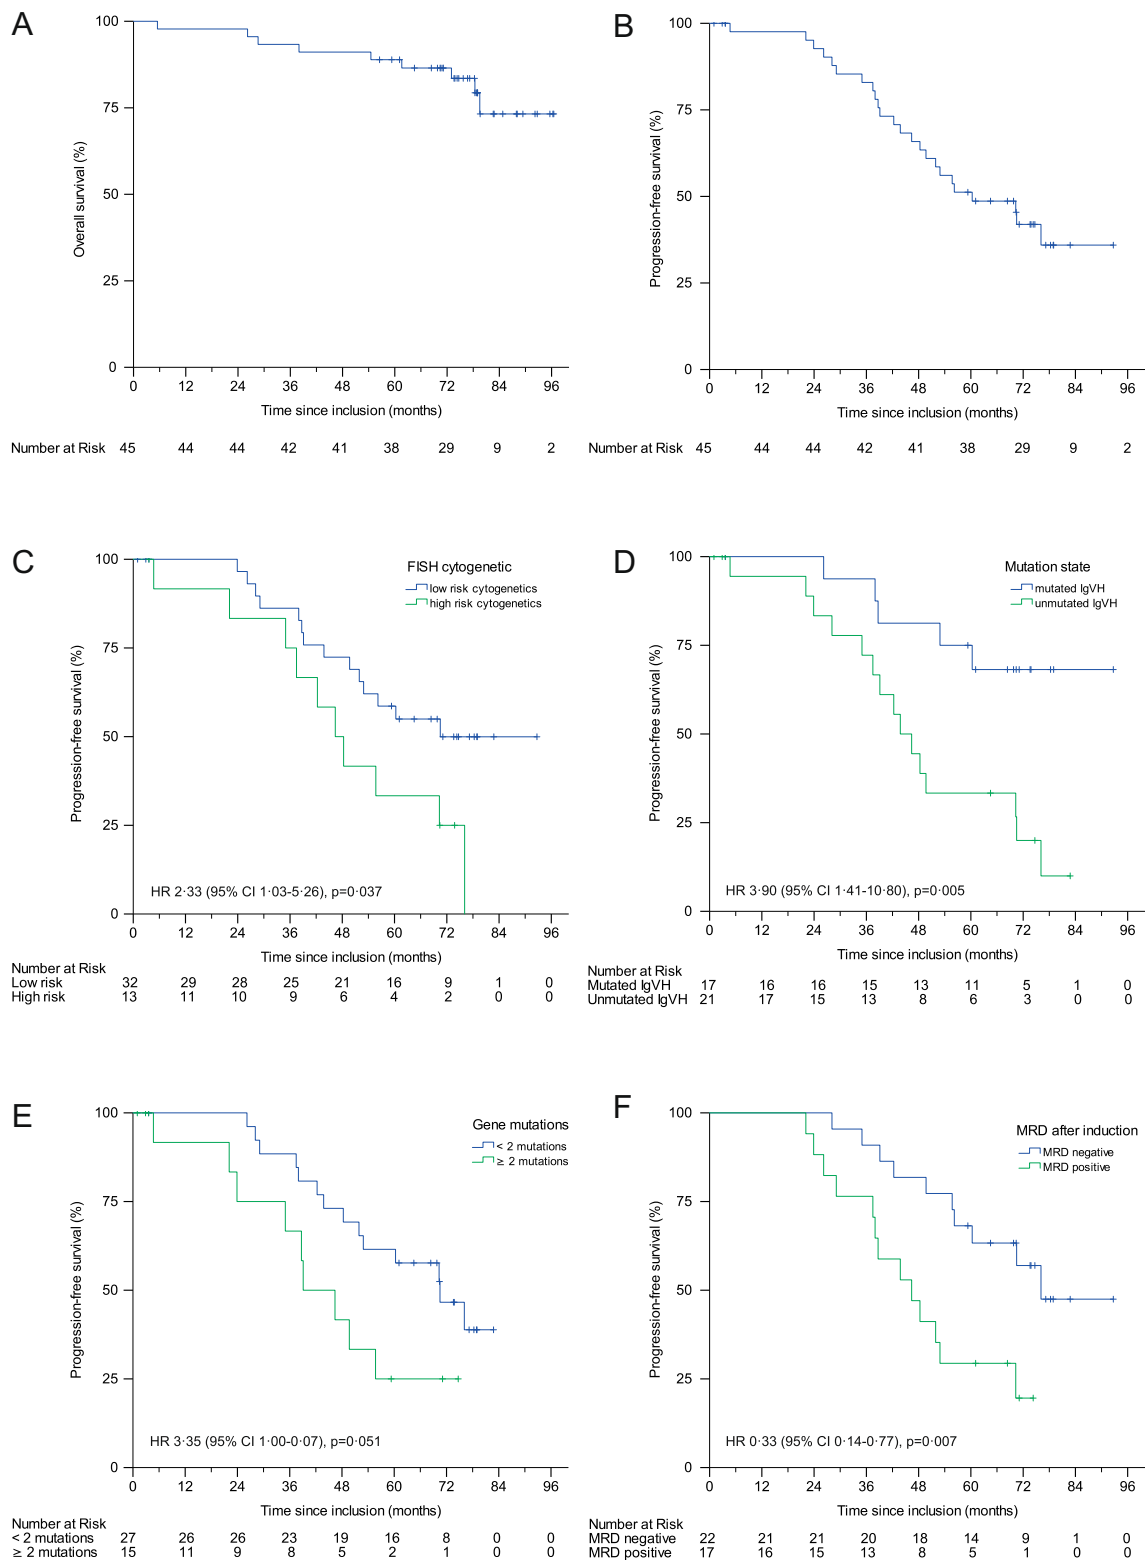 A
100
75
50
25
0
Overall survival (%)
0 12 24 36 48 60 72 84 96
Time since inclusion (months)
Number at Risk 45 44 44 42 41 38 29 9 2
B
100
75
50
25
0
Progression-free survival (%)
0 12 24 36 48 60 72 84 96
Time since inclusion (months)
Number at Risk 45 44 44 42 41 38 29 9 2
C
100
75
50
25
0
Progression-free survival (%)
FISH cytogenetic
low risk cytogenetics
high risk cytogenetics
HR 2·33 (95% CI 1·03-5·26), p=0·037
0 12 24 36 48 60 72 84 96
Time since inclusion (months)
Number at Risk
Low risk 32 29 28 25 21 16 9 1 0
High risk 13 11 10 9 6 4 2 0 0
D
100
75
50
25
0
Progression-free survival (%)
Mutation state
mutated IgVH
unmutated IgVH
HR 3·90 (95% CI 1·41-10·80), p=0·005
0 12 24 36 48 60 72 84 96
Time since inclusion (months)
Number at Risk
Mutated IgVH 17 16 16 15 13 11 5 1 0
Unmutated IgVH 21 17 15 13 8 6 3 0 0
E
100
75
50
25
0
Progression-free survival (%)
Gene mutations
< 2 mutations
≥ 2 mutations
HR 3·35 (95% CI 1·00-0·07), p=0·051
0 12 24 36 48 60 72 84 96
Time since inclusion (months)
Number at Risk
< 2 mutations 27 26 26 23 19 16 8 0 0
≥ 2 mutations 15 11 9 8 5 2 1 0 0
F
100
75
50
25
0
Progression-free survival (%)
MRD after induction
MRD negative
MRD positive
HR 0·33 (95% CI 0·14-0·77), p=0·007
0 12 24 36 48 60 72 84 96
Time since inclusion (months)
Number at Risk
MRD negative 22 21 21 20 18 14 9 1 0
MRD positive 17 16 15 13 8 5 1 0 0